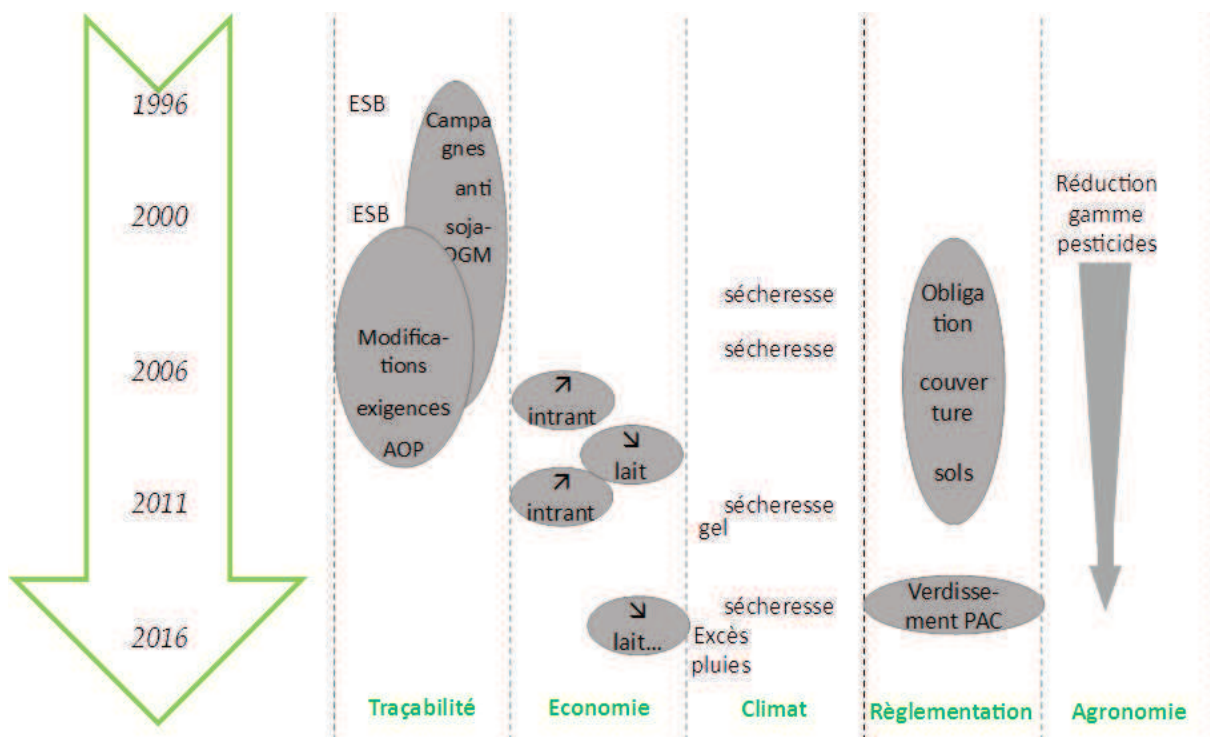 1996
2000
2006
2011
2016
ESB
ESB
Campa
gnes
anti
soja-
OGM
Modifica-
tions
exigences
AOP
↗
intrant
↘
lait
↗
intrant
↘
lait...
sécheresse
sécheresse
sécheresse
gel
sécheresse
Excès
pluies
Obliga
tion
couver
ture
sols
Verdisse-
ment PAC
Réduction
gamme
pesticides
Traçabilité
Economie
Climat
Règlementation
Agronomie